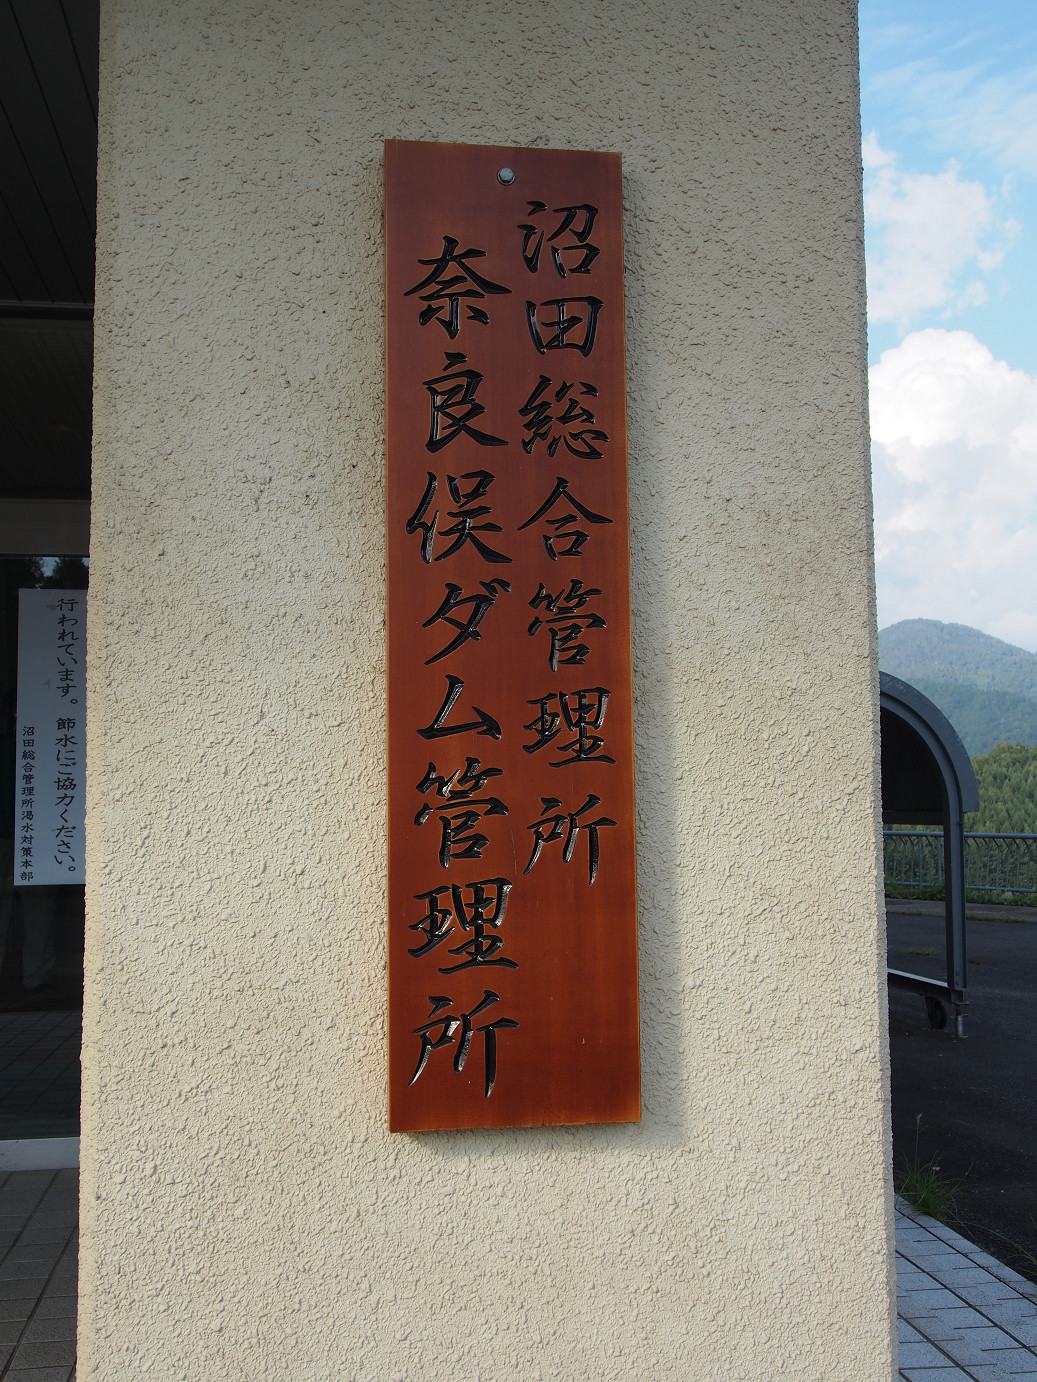 沼田総合管理所
奈良俣ダム管理所
行われています。節水にご協力ください。
沼田総合管理所渇水対策本部